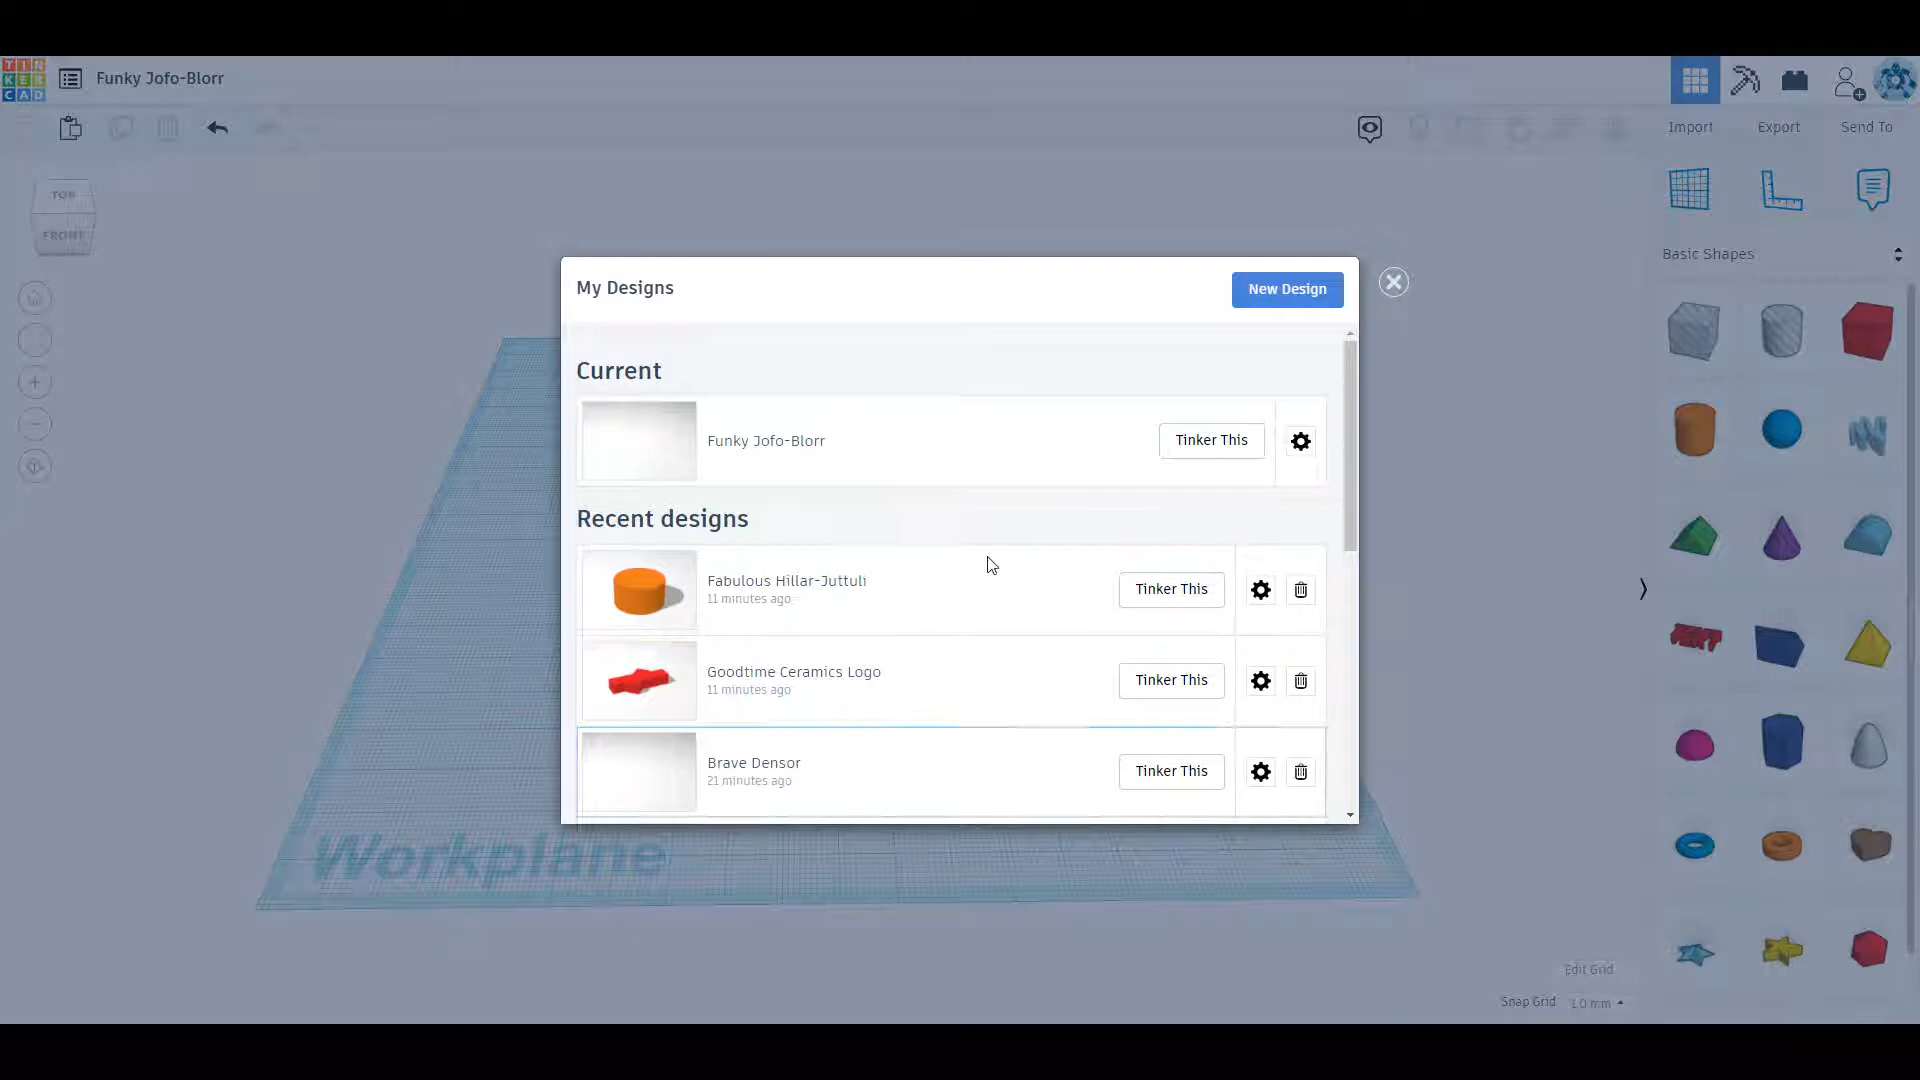 TIN
KER
CAD
Funky Jofo-Blorr
Import
Export
Send To
TOP
FRONT
Basic Shapes
My Designs
New Design
Current
Funky Jofo-Blorr
Tinker This
Recent designs
Fabulous Hillar-Juttuli
11 minutes ago
Tinker This
Goodtime Ceramics Logo
11 minutes ago
Tinker This
Brave Densor
21 minutes ago
Tinker This
TEXT
Workplane
Edit Grid
Snap Grid 1.0 mm